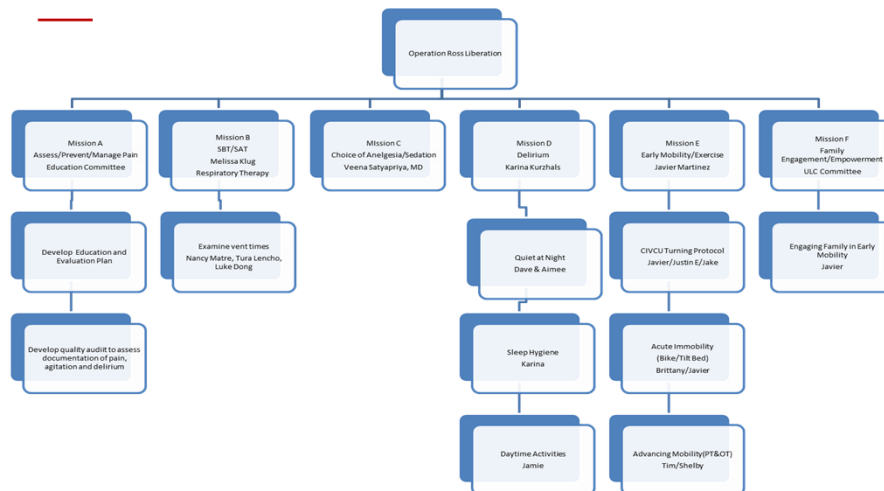 Operation Ross Liberation
Mission A
Assess/Prevent/Manage Pain
Education Committee
Mission B
SBT/SAT
Melissa Klug
Respiratory Therapy
MIssion C
Choice of Anelgesia/Sedation
Veena Satyapriya, MD
Mission D
Delirium
Karina Kurzhals
Mission E
Early Mobility/Exercise
Javier Martinez
Mission F
Family
Engagement/Empowerment
ULC Committee
Develop Education and
Evaluation Plan
Examine vent times
Nancy Matre, Tura Lencho,
Luke Dong
Quiet at Night
Dave & Aimee
CIVCU Turning Protocol
Javier/Justin E/Jake
Engaging Family in Early
Mobility
Javier
Develop quality audiit to assess
documentation of pain,
agitation and delirium
Sleep Hygiene
Karina
Acute Immobility
(Bike/Tilt Bed)
Brittany/Javier
Daytime Activities
Jamie
Advancing Mobility(PT&OT)
Tim/Shelby